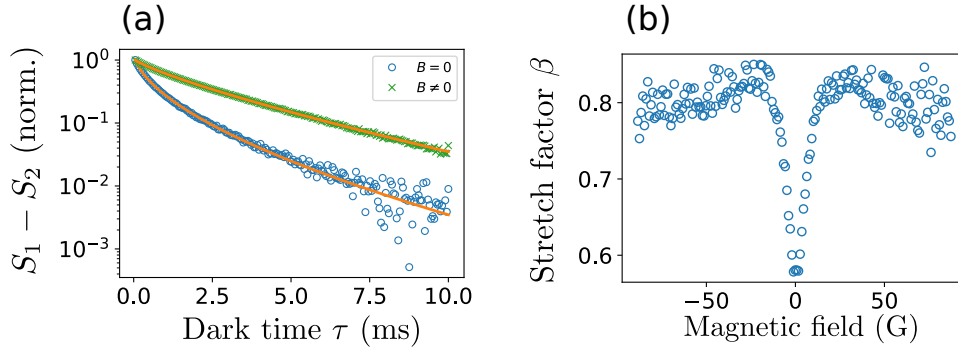 (a)
S₁ − S₂ (norm.)
10⁰
10⁻¹
10⁻²
10⁻³
B = 0
B ≠ 0
0.0 2.5 5.0 7.5 10.0
Dark time τ (ms)
(b)
Stretch factor β
0.8
0.7
0.6
−50 0 50
Magnetic field (G)